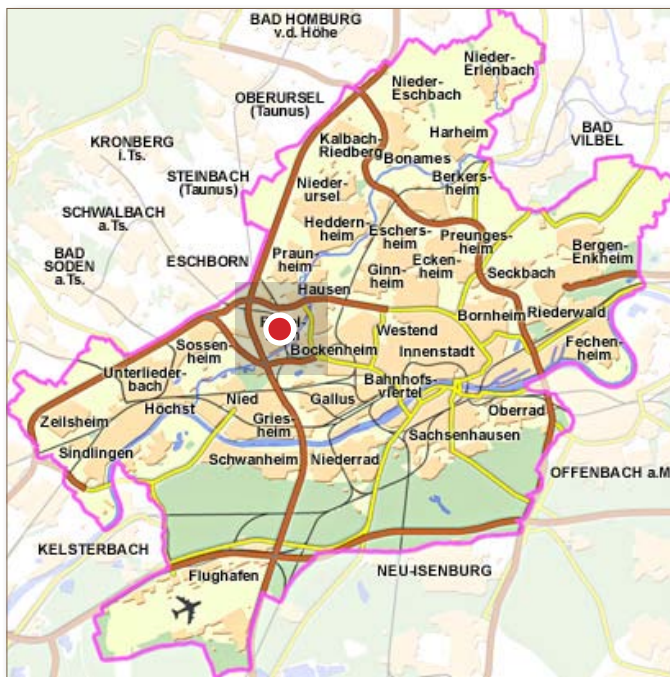 BAD HOMBURG
v.d. Höhe
Nieder-
Erlenbach
Nieder-
Eschbach
OBERURSEL
(Taunus)
Harheim
BAD
VILBEL
KRONBERG
i.Ts.
Kalbach-
Riedberg
Bonames
STEINBACH
(Taunus)
Berkers-
heim
Nieder-
ursel
SCHWALBACH
a.Ts.
Heddern-
heim
Eschers-
heim
Preunges-
heim
Bergen-
Enkheim
BAD
SODEN
a.Ts.
ESCHBORN
Praun-
heim
Ginn-
heim
Ecken-
heim
Seckbach
Hausen
Bornheim
Riederwald
Westend
Sossen-
heim
Bockenheim
Innenstadt
Fechen-
heim
Unterlieder-
bach
Bahnhofs-
viertel
Zeilsheim
Höchst
Nied
Gallus
Oberrad
Gries-
heim
Sachsenhausen
Sindlingen
Schwanheim
Niederrad
OFFENBACH a.M
KELSTERBACH
Flughafen
NEU-ISENBURG